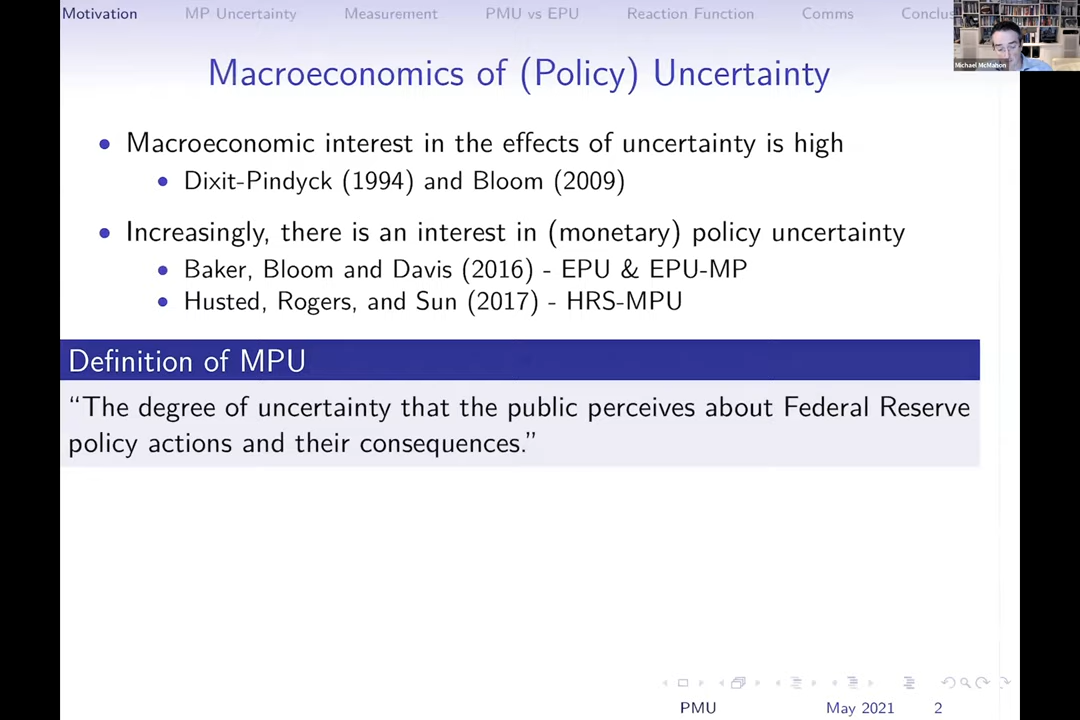 Motivation MP Uncertainty Measurement PMU vs EPU Reaction Function Comms Conclus
Michael McMahon
Macroeconomics of (Policy) Uncertainty
• Macroeconomic interest in the effects of uncertainty is high
• Dixit-Pindyck (1994) and Bloom (2009)
• Increasingly, there is an interest in (monetary) policy uncertainty
• Baker, Bloom and Davis (2016) - EPU & EPU-MP
• Husted, Rogers, and Sun (2017) - HRS-MPU
Definition of MPU
“The degree of uncertainty that the public perceives about Federal Reserve
policy actions and their consequences.”
PMU May 2021 2